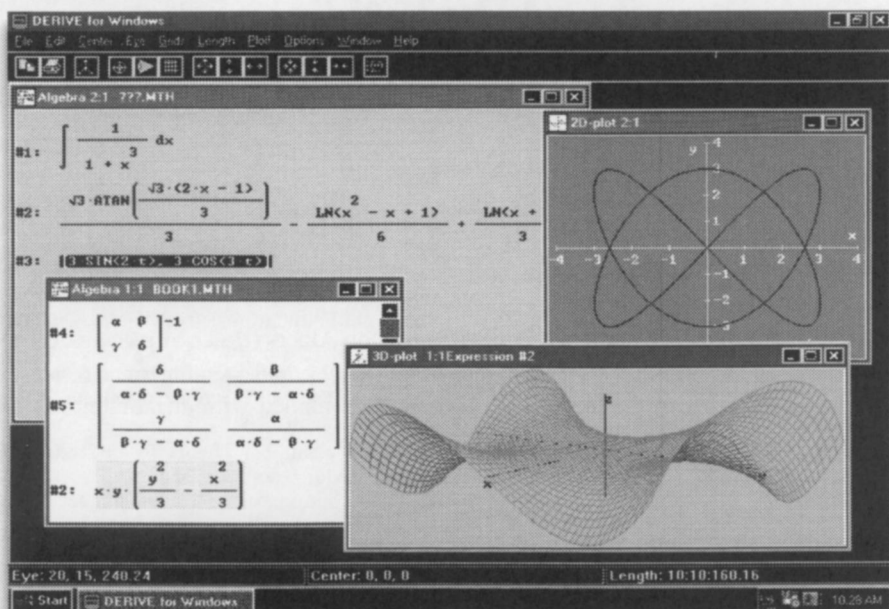 DERIVE for Windows
File Edit Center Eye Grids Length Plot! Options Window Help
Algebra 2:1 ???.MTH
#1: ∫ 1 / (1 + x^3) dx
#2: √3·ATAN(√3·(2·x - 1) / 3) / 3 - LN(x^2 - x + 1) / 6 + LN(x + / 3
#3: [3 SIN(2 t), 3 COS(3 t)]
2D-plot 2:1
y 4
3
2
1
x
-4 -3 -2 -1 1 2 3 4
-1
-2
-3
Algebra 1:1 BOOK1.MTH
#4: [α β; γ δ]^-1
#5: [δ / (α·δ - β·γ) β / (β·γ - α·δ); γ / (β·γ - α·δ) α / (α·δ - β·γ)]
#2: x·y·(y^2 / 3 - x^2 / 3)
3D-plot 1:1Expression #2
z
x
y
Eye: 20, 15, 240.24 Center: 0, 0, 0 Length: 10:10:160.16
Start DERIVE for Windows 10:28 AM